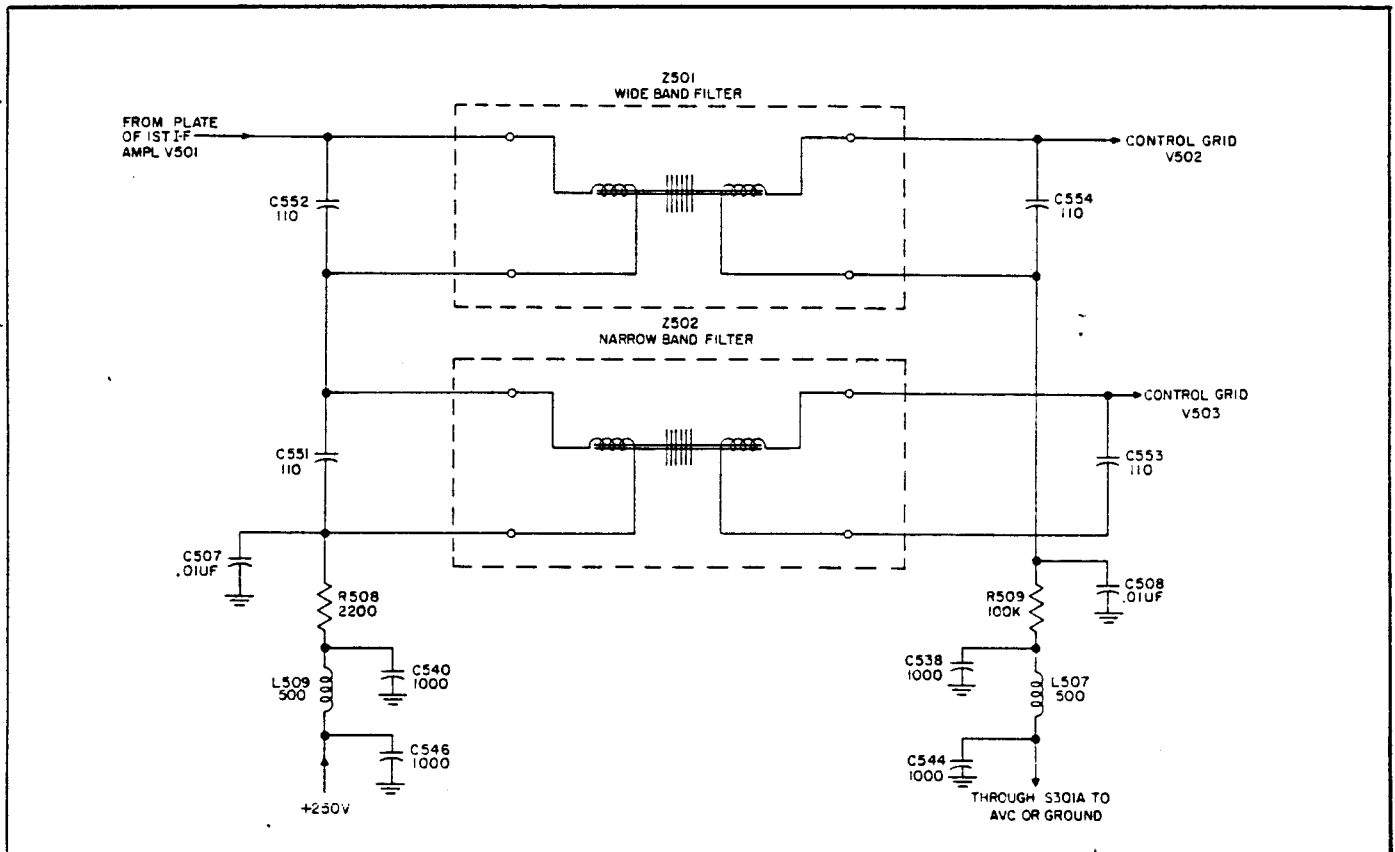 Z501
WIDE BAND FILTER
FROM PLATE
OF 1ST I-F
AMPL V501
CONTROL GRID
V502
C552
110
C554
110
Z502
NARROW BAND FILTER
CONTROL GRID
V503
C551
110
C553
110
C507
.01UF
R508
2200
C508
.01UF
R509
100K
C540
1000
L509
500
C538
1000
L507
500
C546
1000
C544
1000
+250V
THROUGH S301A TO
AVC OR GROUND